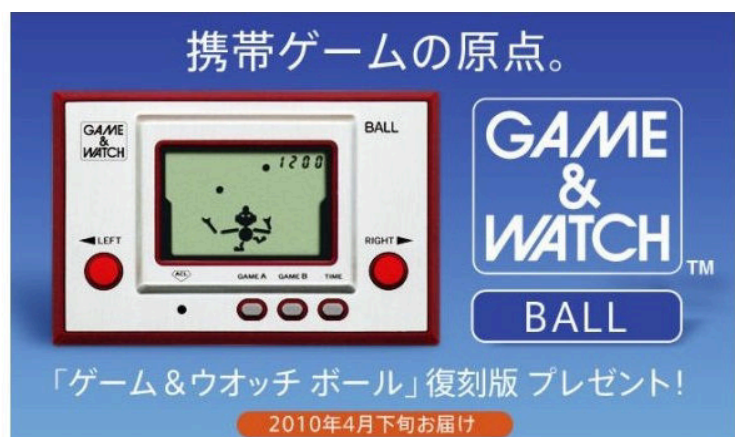 携帯ゲームの原点。
GAME
&
WATCH
BALL
1200
◀LEFT
RIGHT▶
ACL
GAME A GAME B TIME
GAME
&
WATCH
TM
BALL
「ゲーム&ウオッチ ボール」復刻版 プレゼント!
2010年4月下旬お届け